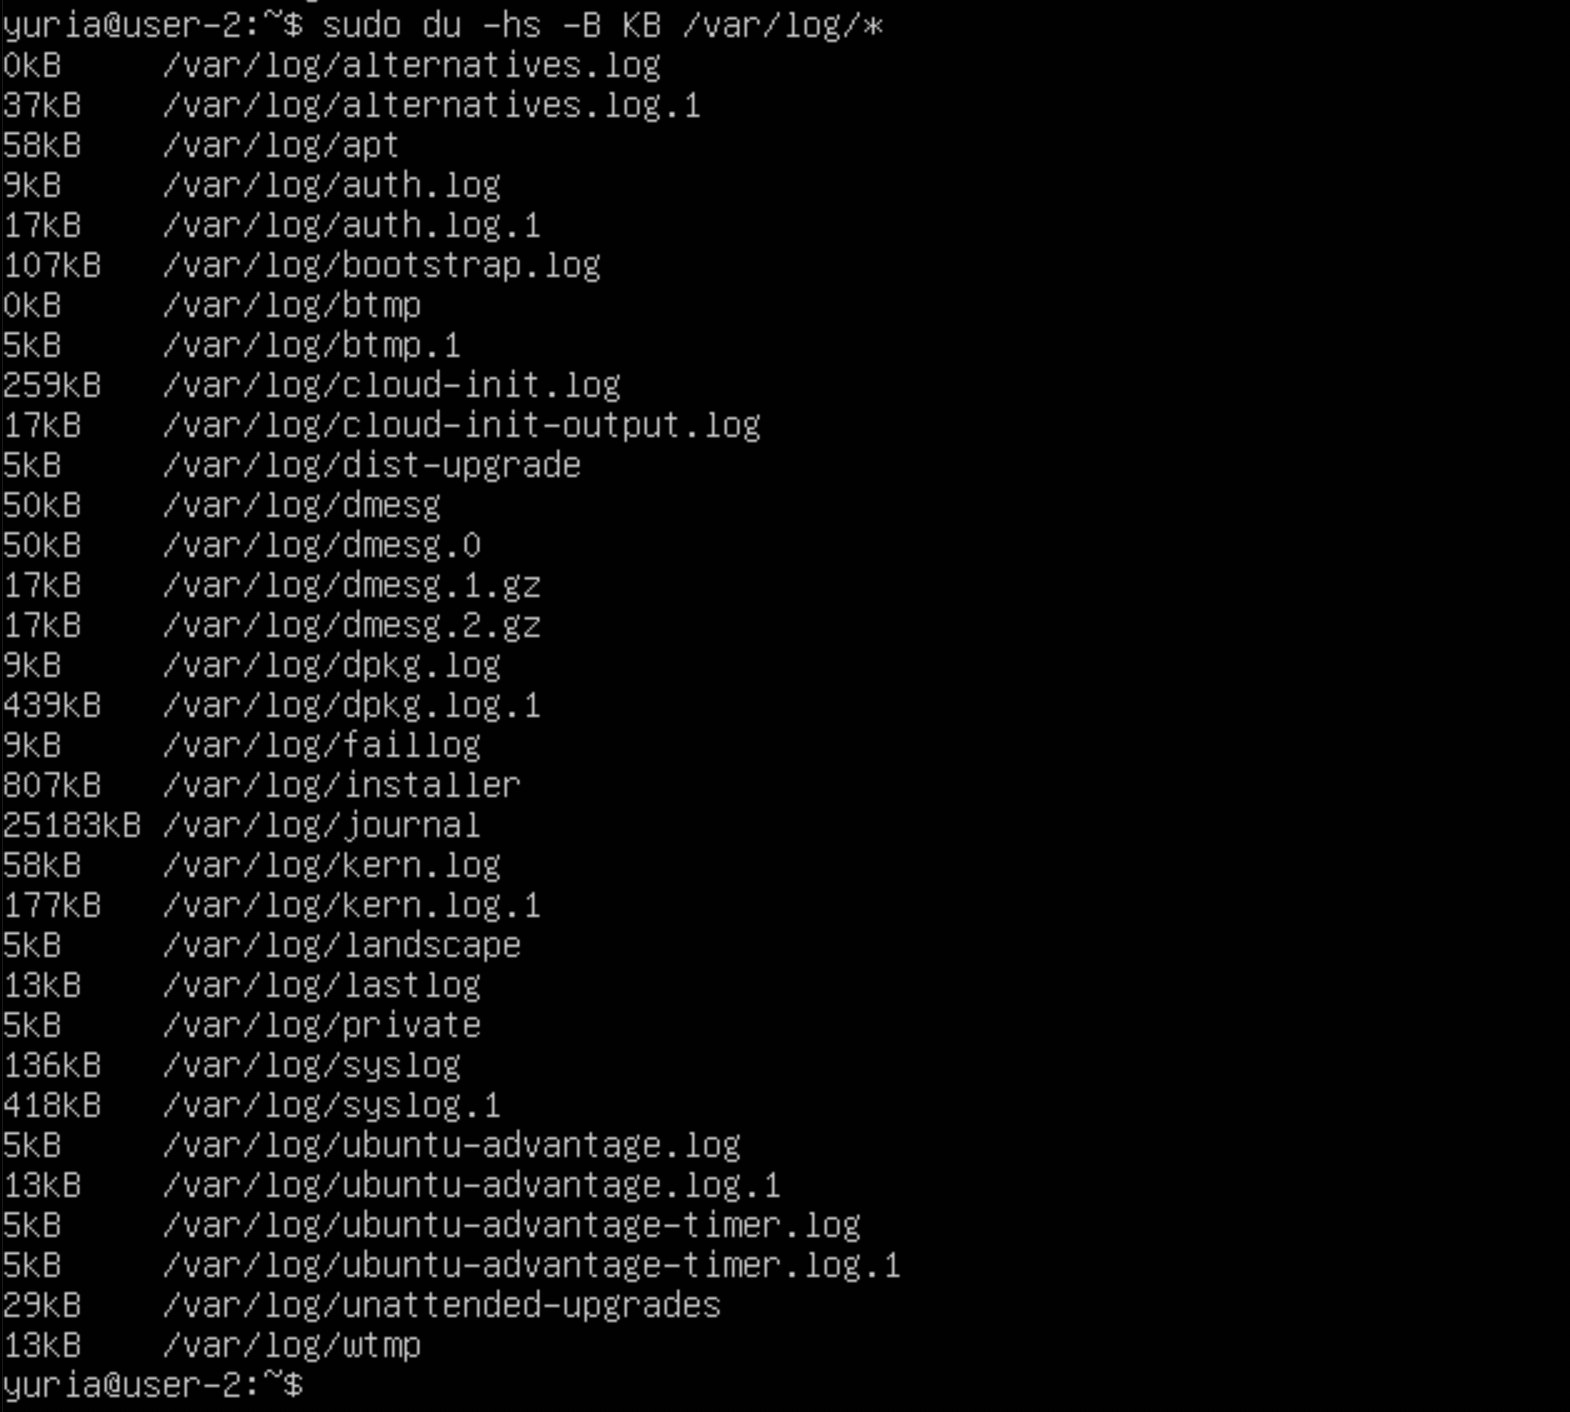 yuria@user-2:~$ sudo du -hs -B KB /var/log/*
0kB /var/log/alternatives.log
37kB /var/log/alternatives.log.1
58kB /var/log/apt
9kB /var/log/auth.log
17kB /var/log/auth.log.1
107kB /var/log/bootstrap.log
0kB /var/log/btmp
5kB /var/log/btmp.1
259kB /var/log/cloud-init.log
17kB /var/log/cloud-init-output.log
5kB /var/log/dist-upgrade
50kB /var/log/dmesg
50kB /var/log/dmesg.0
17kB /var/log/dmesg.1.gz
17kB /var/log/dmesg.2.gz
9kB /var/log/dpkg.log
439kB /var/log/dpkg.log.1
9kB /var/log/faillog
807kB /var/log/installer
25183kB /var/log/journal
58kB /var/log/kern.log
177kB /var/log/kern.log.1
5kB /var/log/landscape
13kB /var/log/lastlog
5kB /var/log/private
136kB /var/log/syslog
418kB /var/log/syslog.1
5kB /var/log/ubuntu-advantage.log
13kB /var/log/ubuntu-advantage.log.1
5kB /var/log/ubuntu-advantage-timer.log
5kB /var/log/ubuntu-advantage-timer.log.1
29kB /var/log/unattended-upgrades
13kB /var/log/wtmp
yuria@user-2:~$